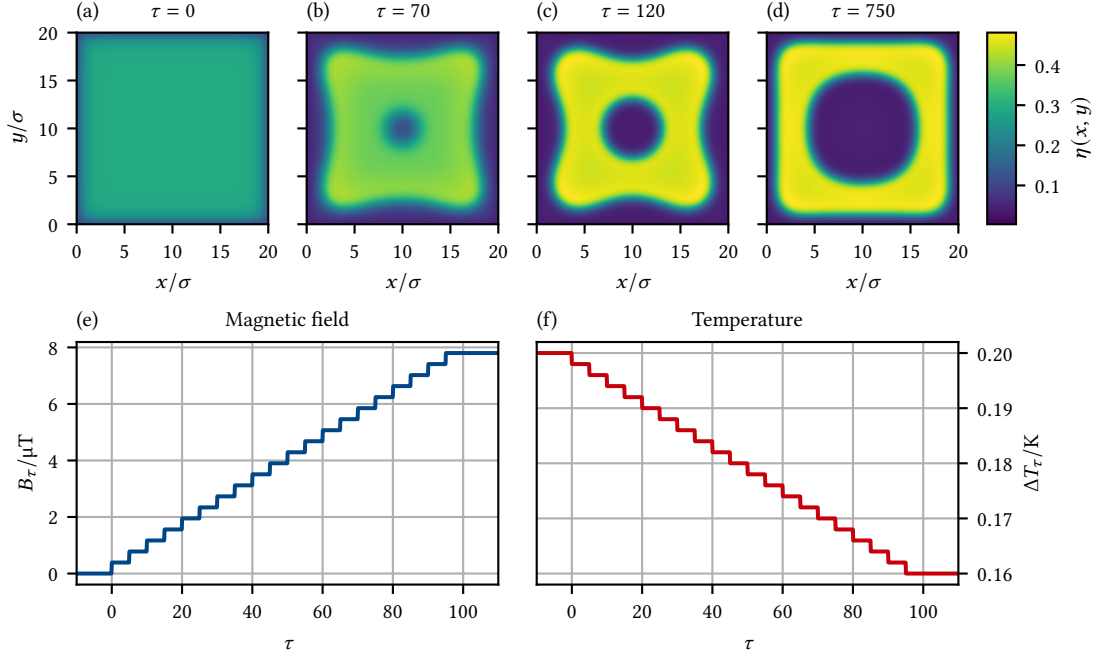 (a) τ = 0
(b) τ = 70
(c) τ = 120
(d) τ = 750
20
15
10
5
0
y/σ
0 5 10 15 20
x/σ
0 5 10 15 20
x/σ
0 5 10 15 20
x/σ
0 5 10 15 20
x/σ
0.4
0.3
0.2
0.1
η(x, y)
(e) Magnetic field
8
6
4
2
0
B_τ/μT
0 20 40 60 80 100
τ
(f) Temperature
0.20
0.19
0.18
0.17
0.16
ΔT_τ/K
0 20 40 60 80 100
τ